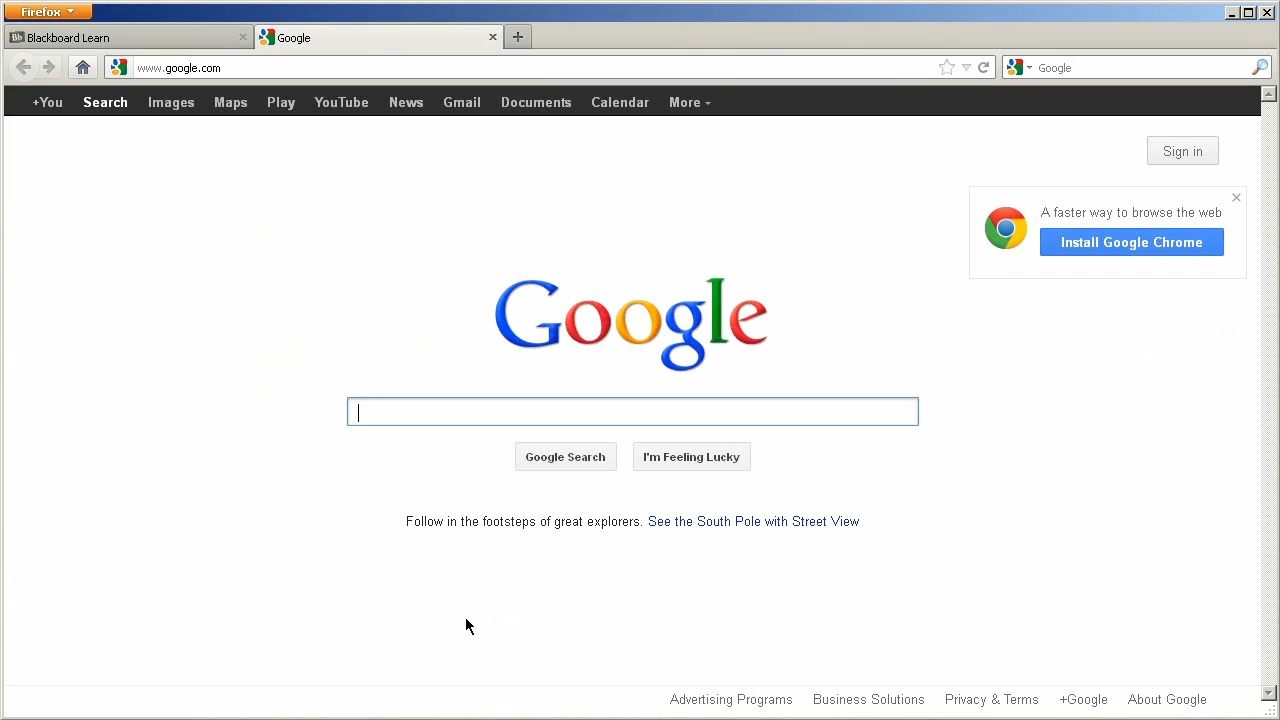 Firefox
Blackboard Learn
Google
www.google.com
Google
+You Search Images Maps Play YouTube News Gmail Documents Calendar More
Sign in
A faster way to browse the web
Install Google Chrome
Google
Google Search I'm Feeling Lucky
Follow in the footsteps of great explorers. See the South Pole with Street View
Advertising Programs Business Solutions Privacy & Terms +Google About Google